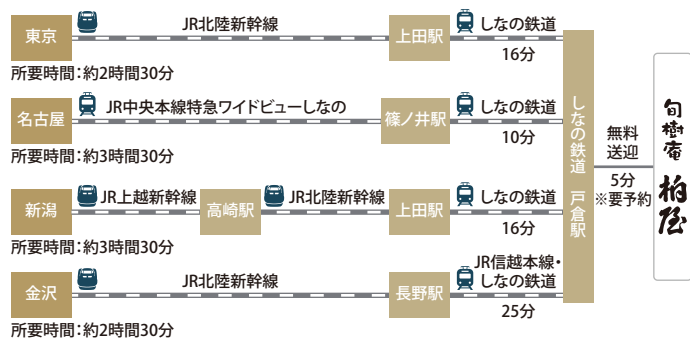 東京
JR北陸新幹線
上田駅
しなの鉄道
16分
所要時間：約2時間30分
名古屋
JR中央本線特急ワイドビューしなの
篠ノ井駅
しなの鉄道
10分
所要時間：約3時間30分
新潟
JR上越新幹線
高崎駅
JR北陸新幹線
上田駅
しなの鉄道
16分
所要時間：約3時間30分
金沢
JR北陸新幹線
長野駅
JR信越本線・
しなの鉄道
25分
所要時間：約2時間30分
しなの鉄道 戸倉駅
無料
送迎
5分
※要予約
旬樹庵
柏屋